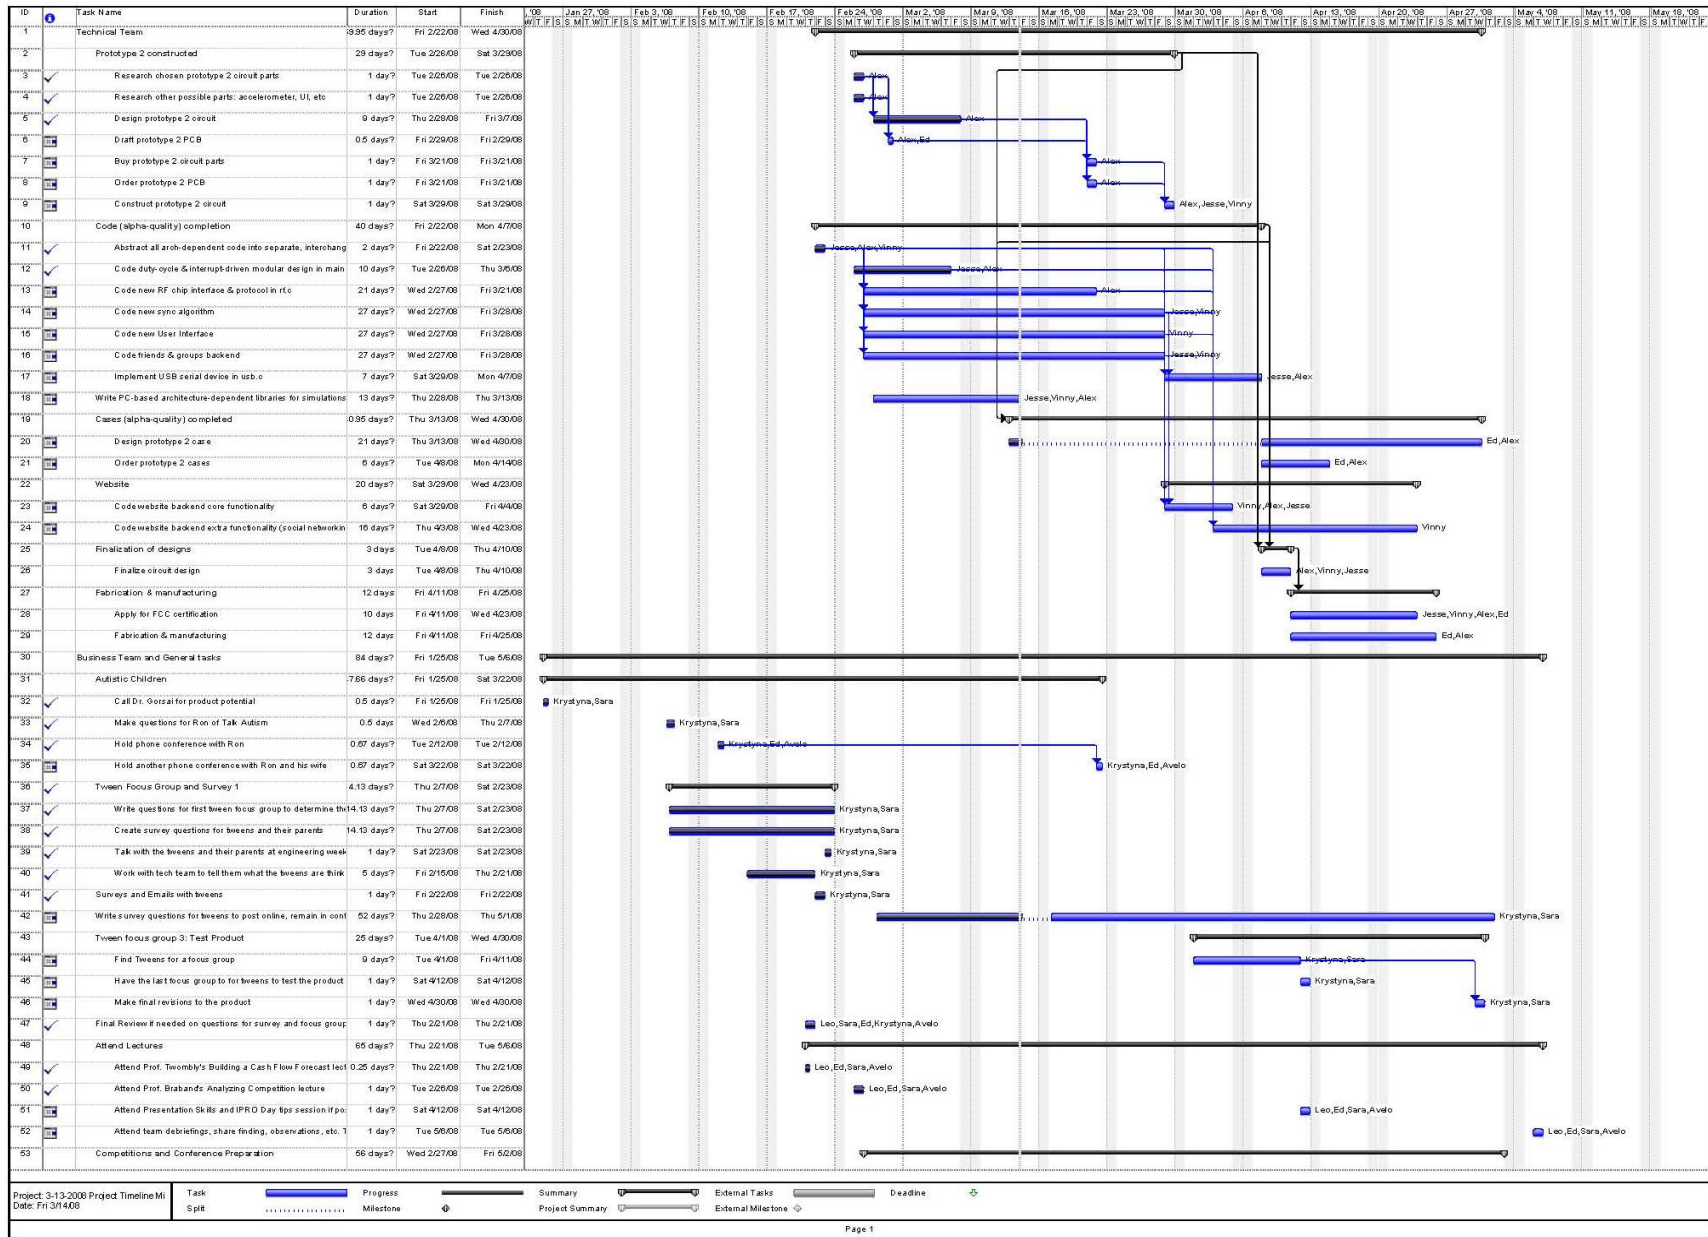 ID Task Name Duration Start Finish , '08 Jan 27, '08 Feb 3, '08 Feb 10, '08 Feb 17, '08 Feb 24, '08 Mar 2, '08 Mar 9, '08 Mar 16, '08 Mar 23, '08 Mar 30, '08 Apr 6, '08 Apr 13, '08 Apr 20, '08 Apr 27, '08 May 4, '08 May 11, '08 May 18, '08
1 Technical Team 9.95 days? Fri 2/22/08 Wed 4/30/08
2 Prototype 2 constructed 29 days? Tue 2/26/08 Sat 3/29/08
3 Research chosen prototype 2 circuit parts 1 day? Tue 2/26/08 Tue 2/26/08 Alex
4 Research other possible parts: accelerometer, UI, etc 1 day? Tue 2/26/08 Tue 2/26/08 Alex
5 Design prototype 2 circuit 9 days? Thu 2/28/08 Fri 3/7/08 Alex
6 Draft prototype 2 PCB 0.5 days? Fri 2/29/08 Fri 2/29/08 Alex,Ed
7 Buy prototype 2 circuit parts 1 day? Fri 3/21/08 Fri 3/21/08 Alex
8 Order prototype 2 PCB 1 day? Fri 3/21/08 Fri 3/21/08 Alex
9 Construct prototype 2 circuit 1 day? Sat 3/29/08 Sat 3/29/08 Alex,Jesse,Vinny
10 Code (alpha-quality) completion 40 days? Fri 2/22/08 Mon 4/7/08
11 Abstract all arch-dependent code into separate, interchang 2 days? Fri 2/22/08 Sat 2/23/08 Jesse,Alex,Vinny
12 Code duty-cycle & interrupt-driven modular design in main 10 days? Tue 2/26/08 Thu 3/6/08 Jesse,Alex
13 Code new RF chip interface & protocol in rf.c 21 days? Wed 2/27/08 Fri 3/21/08 Alex
14 Code new sync algorithm 27 days? Wed 2/27/08 Fri 3/28/08 Jesse,Vinny
15 Code new User Interface 27 days? Wed 2/27/08 Fri 3/28/08 Vinny
16 Code friends & groups backend 27 days? Wed 2/27/08 Fri 3/28/08 Jesse,Vinny
17 Implement USB serial device in usb.c 7 days? Sat 3/29/08 Mon 4/7/08 Jesse,Alex
18 Write PC-based architecture-dependent libraries for simulations 13 days? Thu 2/28/08 Thu 3/13/08 Jesse,Vinny,Alex
19 Cases (alpha-quality) completed 0.95 days? Thu 3/13/08 Wed 4/30/08
20 Design prototype 2 case 21 days? Thu 3/13/08 Wed 4/30/08 Ed,Alex
21 Order prototype 2 cases 6 days? Tue 4/8/08 Mon 4/14/08 Ed,Alex
22 Website 20 days? Sat 3/29/08 Wed 4/23/08
23 Code website backend core functionality 6 days? Sat 3/29/08 Fri 4/4/08 Vinny,Alex,Jesse
24 Code website backend extra functionality (social networkin 16 days? Thu 4/3/08 Wed 4/23/08 Vinny
25 Finalization of designs 3 days Tue 4/8/08 Thu 4/10/08
26 Finalize circuit design 3 days Tue 4/8/08 Thu 4/10/08 Alex,Vinny,Jesse
27 Fabrication & manufacturing 12 days Fri 4/11/08 Fri 4/25/08
28 Apply for FCC certification 10 days Fri 4/11/08 Wed 4/23/08 Jesse,Vinny,Alex,Ed
29 Fabrication & manufacturing 12 days Fri 4/11/08 Fri 4/25/08 Ed,Alex
30 Business Team and General tasks 84 days? Fri 1/25/08 Tue 5/6/08
31 Autistic Children 7.66 days? Fri 1/25/08 Sat 3/22/08
32 Call Dr. Gorsai for product potential 0.5 days? Fri 1/25/08 Fri 1/25/08 Krystyna,Sara
33 Make questions for Ron of Talk Autism 0.5 days Wed 2/6/08 Thu 2/7/08 Krystyna,Sara
34 Hold phone conference with Ron 0.67 days? Tue 2/12/08 Tue 2/12/08 Krystyna,Ed,Avelo
35 Hold another phone conference with Ron and his wife 0.67 days? Sat 3/22/08 Sat 3/22/08 Krystyna,Ed,Avelo
36 Tween Focus Group and Survey 1 4.13 days? Thu 2/7/08 Sat 2/23/08
37 Write questions for first tween focus group to determine the 14.13 days? Thu 2/7/08 Sat 2/23/08 Krystyna,Sara
38 Create survey questions for tweens and their parents 14.13 days? Thu 2/7/08 Sat 2/23/08 Krystyna,Sara
39 Talk with the tweens and their parents at engineering week 1 day? Sat 2/23/08 Sat 2/23/08 Krystyna,Sara
40 Work with tech team to tell them what the tweens are think 5 days? Fri 2/15/08 Thu 2/21/08 Krystyna,Sara
41 Surveys and Emails with tweens 1 day? Fri 2/22/08 Fri 2/22/08 Krystyna,Sara
42 Write survey questions for tweens to post online, remain in cont 52 days? Thu 2/28/08 Thu 5/1/08 Krystyna,Sara
43 Tween focus group 3: Test Product 25 days? Tue 4/1/08 Wed 4/30/08
44 Find Tweens for a focus group 9 days? Tue 4/1/08 Fri 4/11/08 Krystyna,Sara
45 Have the last focus group to for tweens to test the product 1 day? Sat 4/12/08 Sat 4/12/08 Krystyna,Sara
46 Make final revisions to the product 1 day? Wed 4/30/08 Wed 4/30/08 Krystyna,Sara
47 Final Review if needed on questions for survey and focus group 1 day? Thu 2/21/08 Thu 2/21/08 Leo,Sara,Ed,Krystyna,Avelo
48 Attend Lectures 65 days? Thu 2/21/08 Tue 5/6/08
49 Attend Prof. Twombly's Building a Cash Flow Forecast lect 0.25 days? Thu 2/21/08 Thu 2/21/08 Leo,Ed,Sara,Avelo
50 Attend Prof. Braband's Analyzing Competition lecture 1 day? Tue 2/26/08 Tue 2/26/08 Leo,Ed,Sara,Avelo
51 Attend Presentation Skills and IPRO Day tips session if po 1 day? Sat 4/12/08 Sat 4/12/08 Leo,Ed,Sara,Avelo
52 Attend team debriefings, share finding, observations, etc. T 1 day? Tue 5/6/08 Tue 5/6/08 Leo,Ed,Sara,Avelo
53 Competitions and Conference Preparation 56 days? Wed 2/27/08 Fri 5/2/08
Project: 3-13-2008 Project Timeline Mi
Date: Fri 3/14/08
Task Progress Summary External Tasks Deadline
Split Milestone Project Summary External Milestone
Page 1